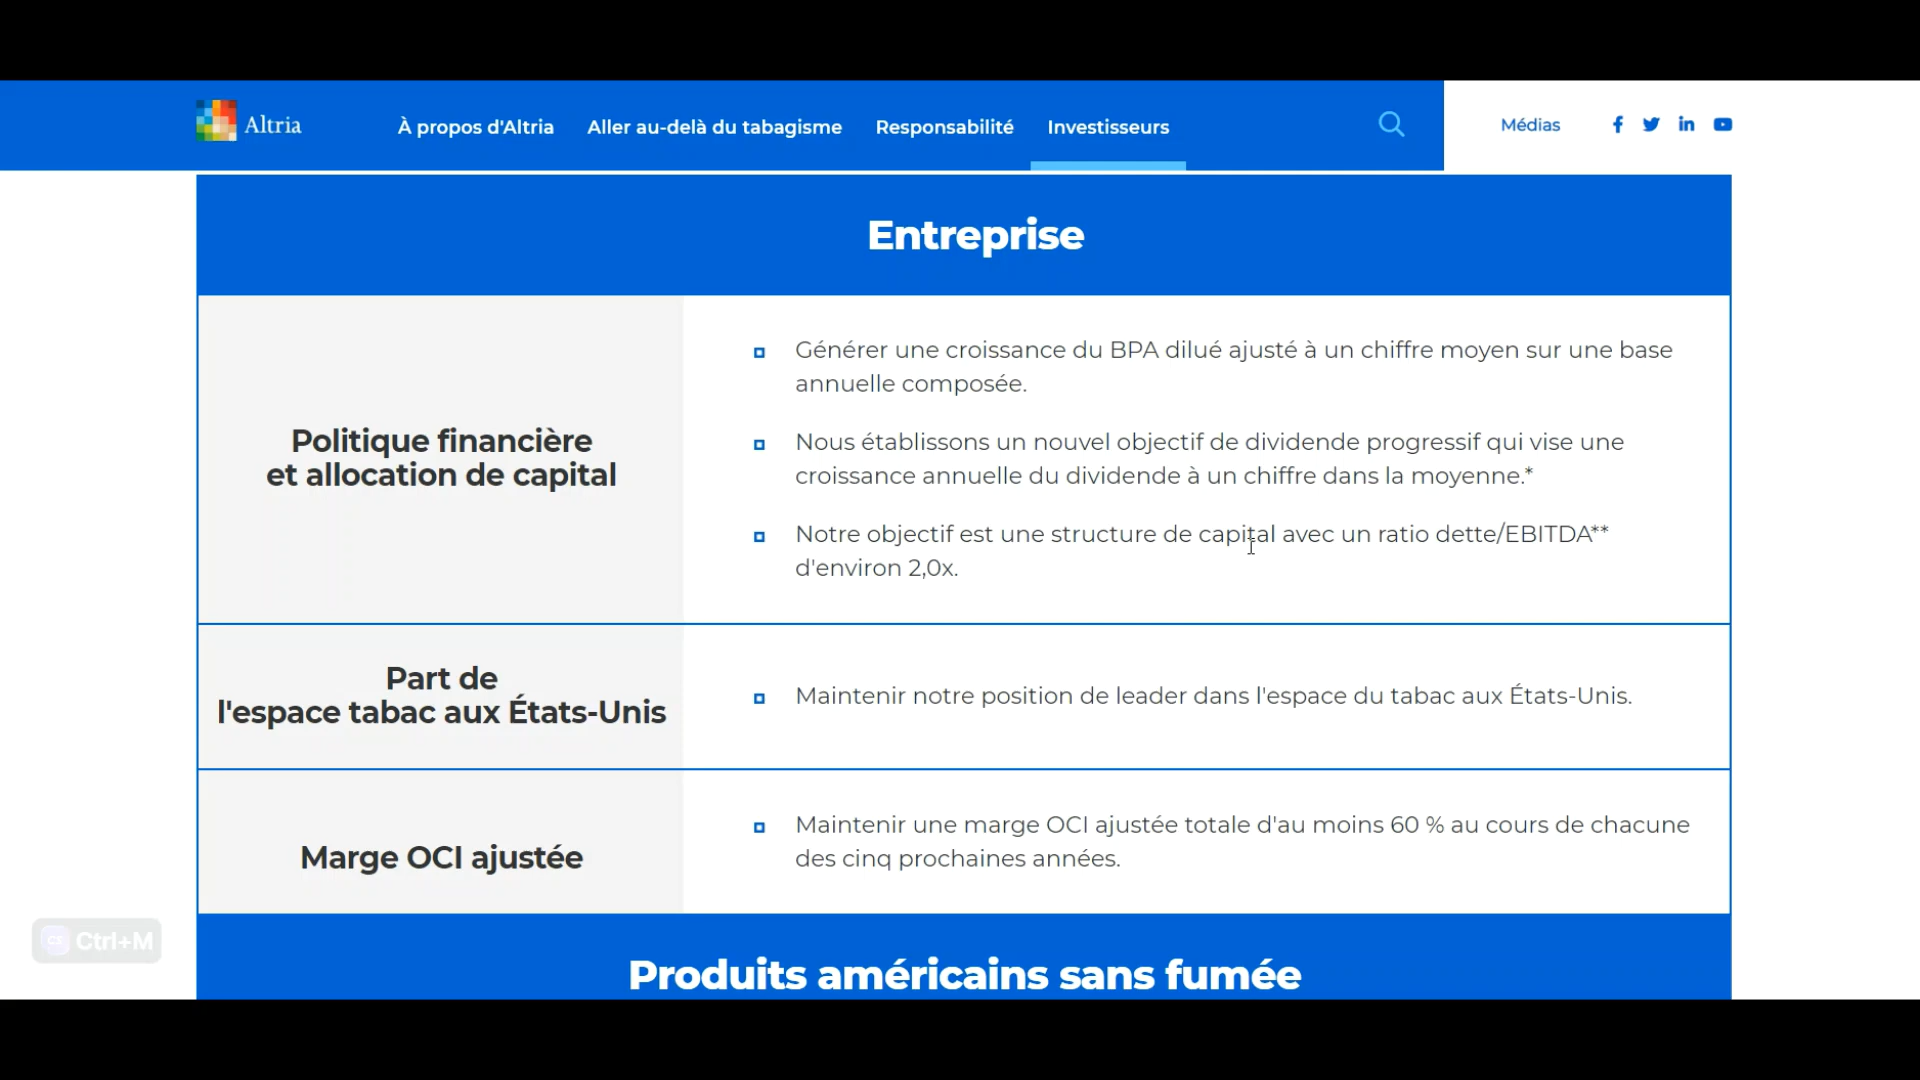 Altria
À propos d'Altria
Aller au-delà du tabagisme
Responsabilité
Investisseurs
Médias
Entreprise
Politique financière
et allocation de capital
Générer une croissance du BPA dilué ajusté à un chiffre moyen sur une base
annuelle composée.
Nous établissons un nouvel objectif de dividende progressif qui vise une
croissance annuelle du dividende à un chiffre dans la moyenne.*
Notre objectif est une structure de capital avec un ratio dette/EBITDA**
d'environ 2,0x.
Part de
l'espace tabac aux États-Unis
Maintenir notre position de leader dans l'espace du tabac aux États-Unis.
Marge OCI ajustée
Maintenir une marge OCI ajustée totale d'au moins 60 % au cours de chacune
des cinq prochaines années.
Ctrl+M
Produits américains sans fumée